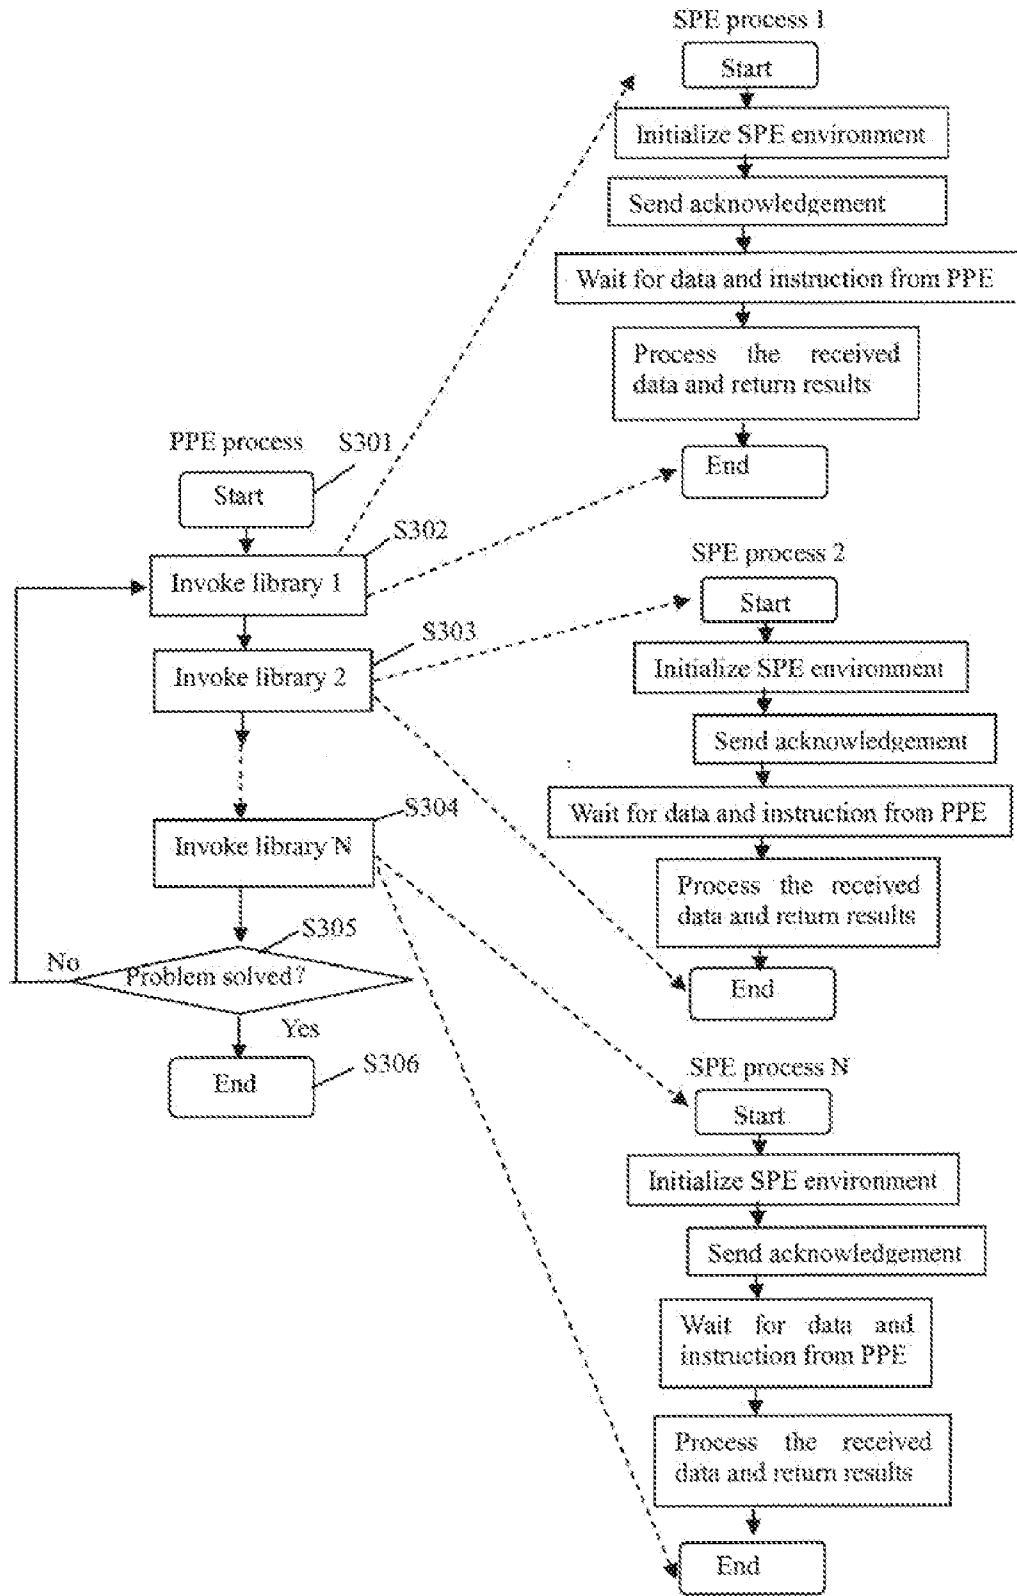 SPE process 1
Start
Initialize SPE environment
Send acknowledgement
Wait for data and instruction from PPE
Process the received
data and return results
End
PPE process
S301
Start
S302
Invoke library 1
S303
Invoke library 2
S304
Invoke library N
S305
No
Problem solved?
Yes
S306
End
SPE process 2
Start
Initialize SPE environment
Send acknowledgement
Wait for data and instruction from PPE
Process the received
data and return results
End
SPE process N
Start
Initialize SPE environment
Send acknowledgement
Wait for data and
instruction from PPE
Process the received
data and return results
End